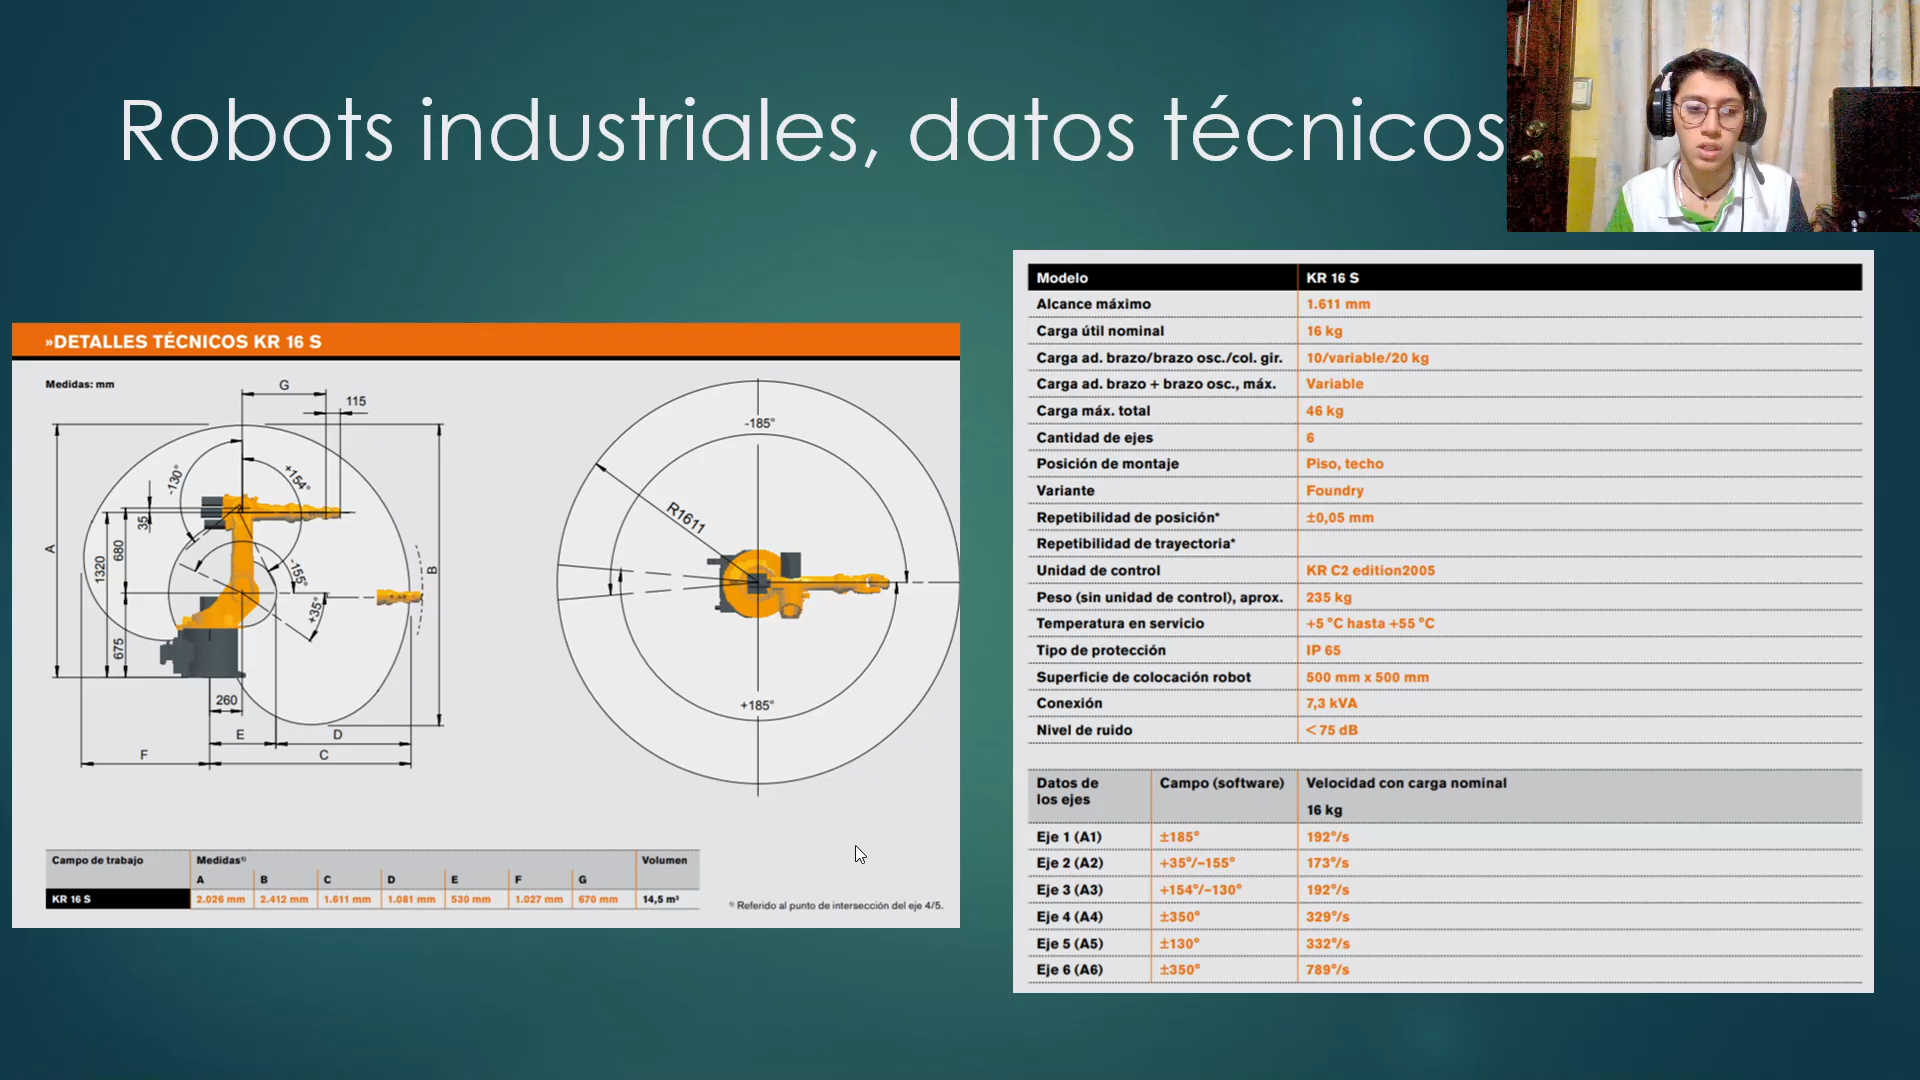 Robots industriales, datos técnicos
»DETALLES TÉCNICOS KR 16 S
Medidas: mm
G
115
-130°
+154°
A
35
680
1320
675
-155°
+35°
B
260
E
D
F
C
-185°
R1611
+185°
Campo de trabajo Medidas¹⁾ Volumen
A B C D E F G
KR 16 S 2.026 mm 2.412 mm 1.611 mm 1.081 mm 530 mm 1.027 mm 670 mm 14,5 m³
¹⁾ Referido al punto de intersección del eje 4/5.
Modelo KR 16 S
Alcance máximo 1.611 mm
Carga útil nominal 16 kg
Carga ad. brazo/brazo osc./col. gir. 10/variable/20 kg
Carga ad. brazo + brazo osc., máx. Variable
Carga máx. total 46 kg
Cantidad de ejes 6
Posición de montaje Piso, techo
Variante Foundry
Repetibilidad de posición* ±0,05 mm
Repetibilidad de trayectoria*
Unidad de control KR C2 edition2005
Peso (sin unidad de control), aprox. 235 kg
Temperatura en servicio +5 °C hasta +55 °C
Tipo de protección IP 65
Superficie de colocación robot 500 mm x 500 mm
Conexión 7,3 kVA
Nivel de ruido < 75 dB
Datos de los ejes Campo (software) Velocidad con carga nominal
16 kg
Eje 1 (A1) ±185° 192°/s
Eje 2 (A2) +35°/–155° 173°/s
Eje 3 (A3) +154°/–130° 192°/s
Eje 4 (A4) ±350° 329°/s
Eje 5 (A5) ±130° 332°/s
Eje 6 (A6) ±350° 789°/s